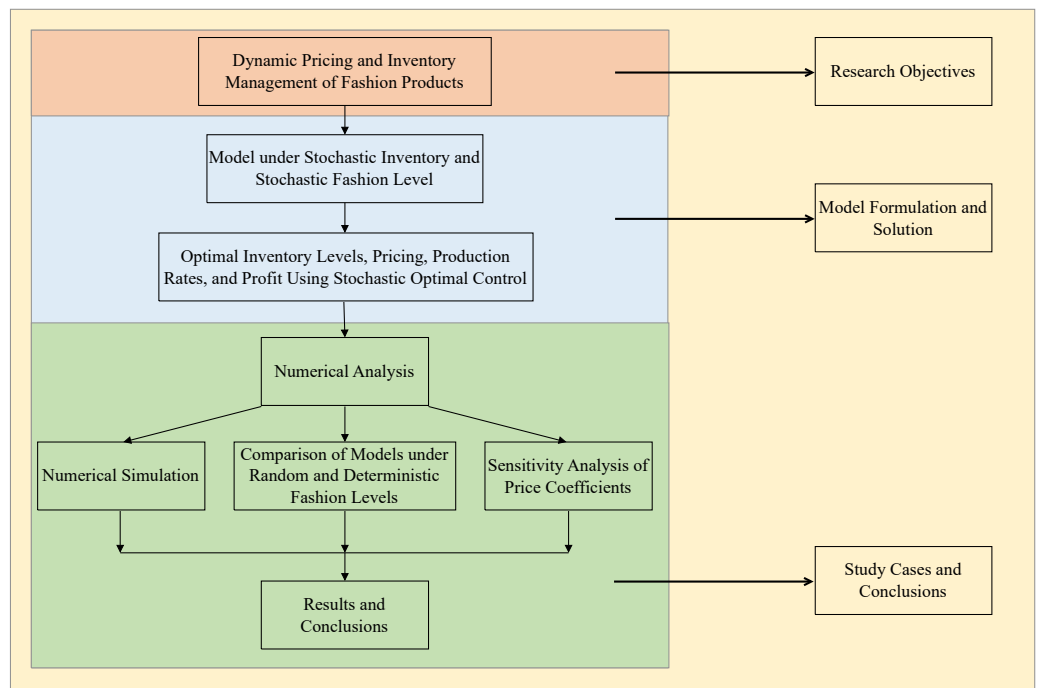 Dynamic Pricing and Inventory
Management of Fashion Products
Research Objectives
Model under Stochastic Inventory and
Stochastic Fashion Level
Model Formulation and
Solution
Optimal Inventory Levels, Pricing, Production
Rates, and Profit Using Stochastic Optimal Control
Numerical Analysis
Numerical Simulation
Comparison of Models under
Random and Deterministic
Fashion Levels
Sensitivity Analysis of
Price Coefficients
Study Cases and
Conclusions
Results and
Conclusions